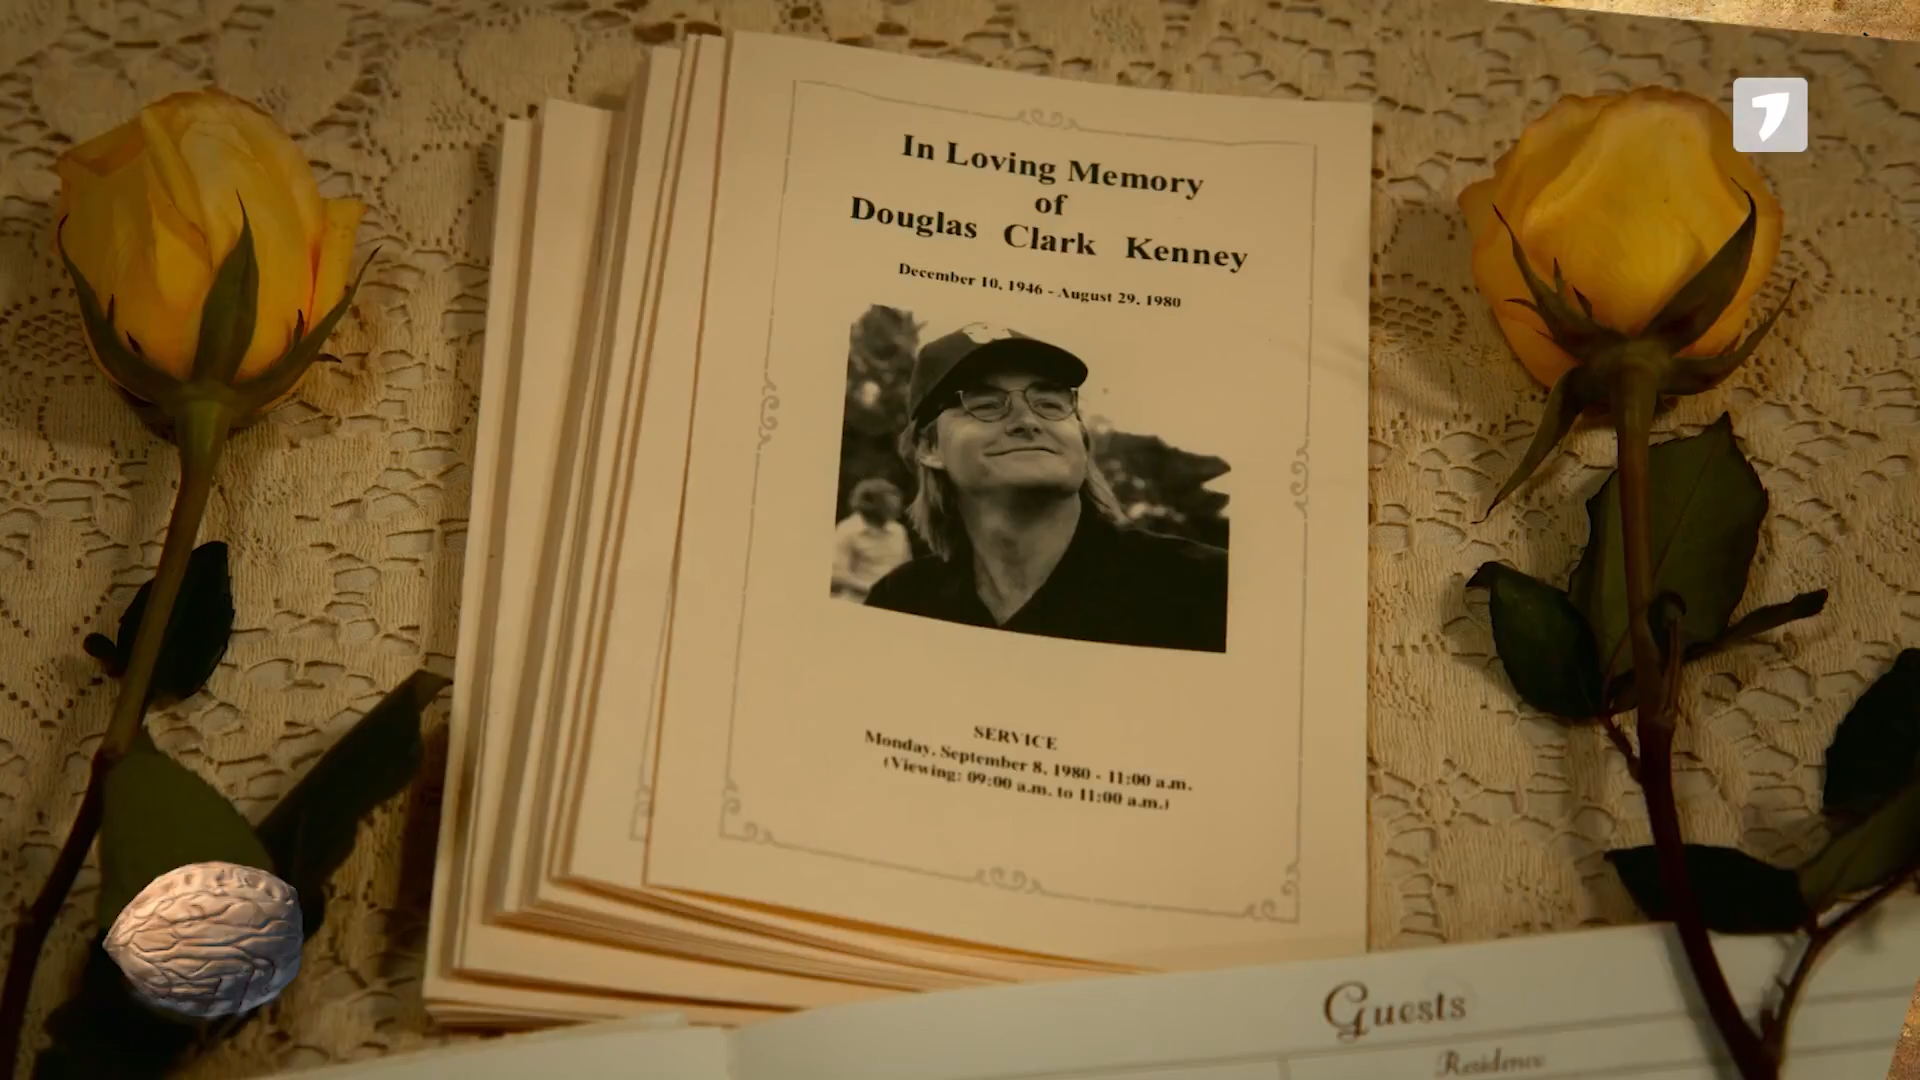 In Loving Memory
of
Douglas Clark Kenney
December 10, 1946 - August 29, 1980
SERVICE
Monday, September 8, 1980 - 11:00 a.m.
(Viewing: 09:00 a.m. to 11:00 a.m.)
Guests
Residence